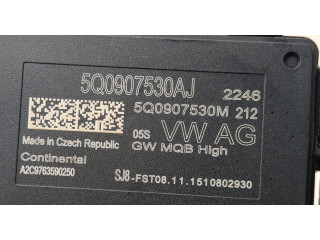 5Q0907530AJ 2246
5Q0907530M 212
05S VW AG
Made in Czech Republic GW MQB High
Continental
A2C9763590250 SJ8-FST08.11.1510802930